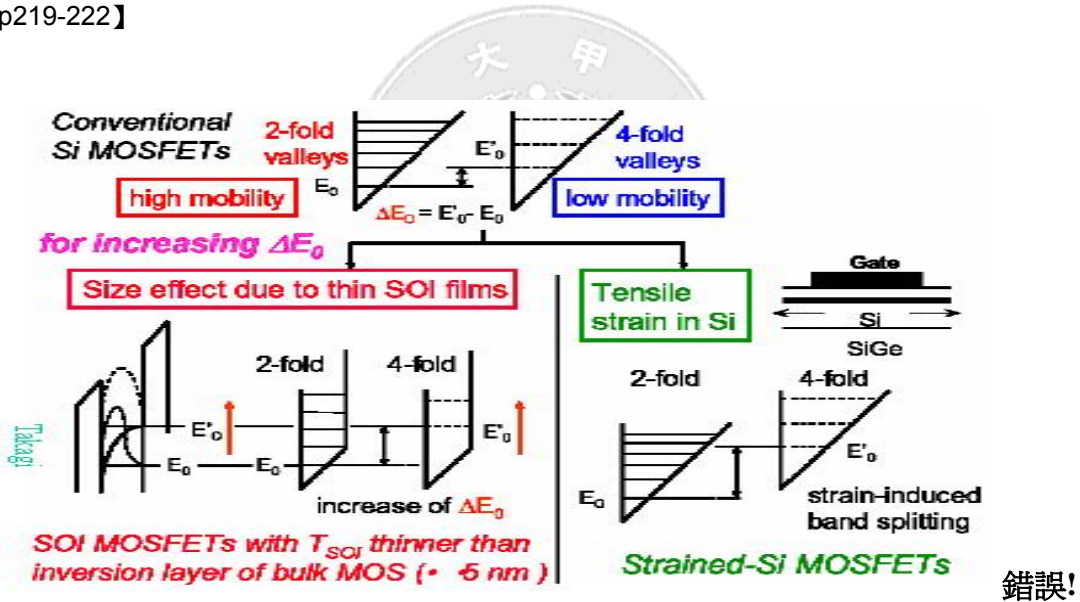 p219-222】
大 甲
Conventional
Si MOSFETs
2-fold
valleys
high mobility
E₀
E'₀
4-fold
valleys
low mobility
ΔE₀ = E'₀- E₀
for increasing ΔE₀
Size effect due to thin SOI films
Tensile
strain in Si
Gate
Si
SiGe
2-fold
4-fold
E'₀
E'₀
E₀
E₀
increase of ΔE₀
Takagi
SOI MOSFETs with T_SOI thinner than
inversion layer of bulk MOS (• •5 nm )
2-fold
4-fold
E'₀
E₀
strain-induced
band splitting
Strained-Si MOSFETs
錯誤!